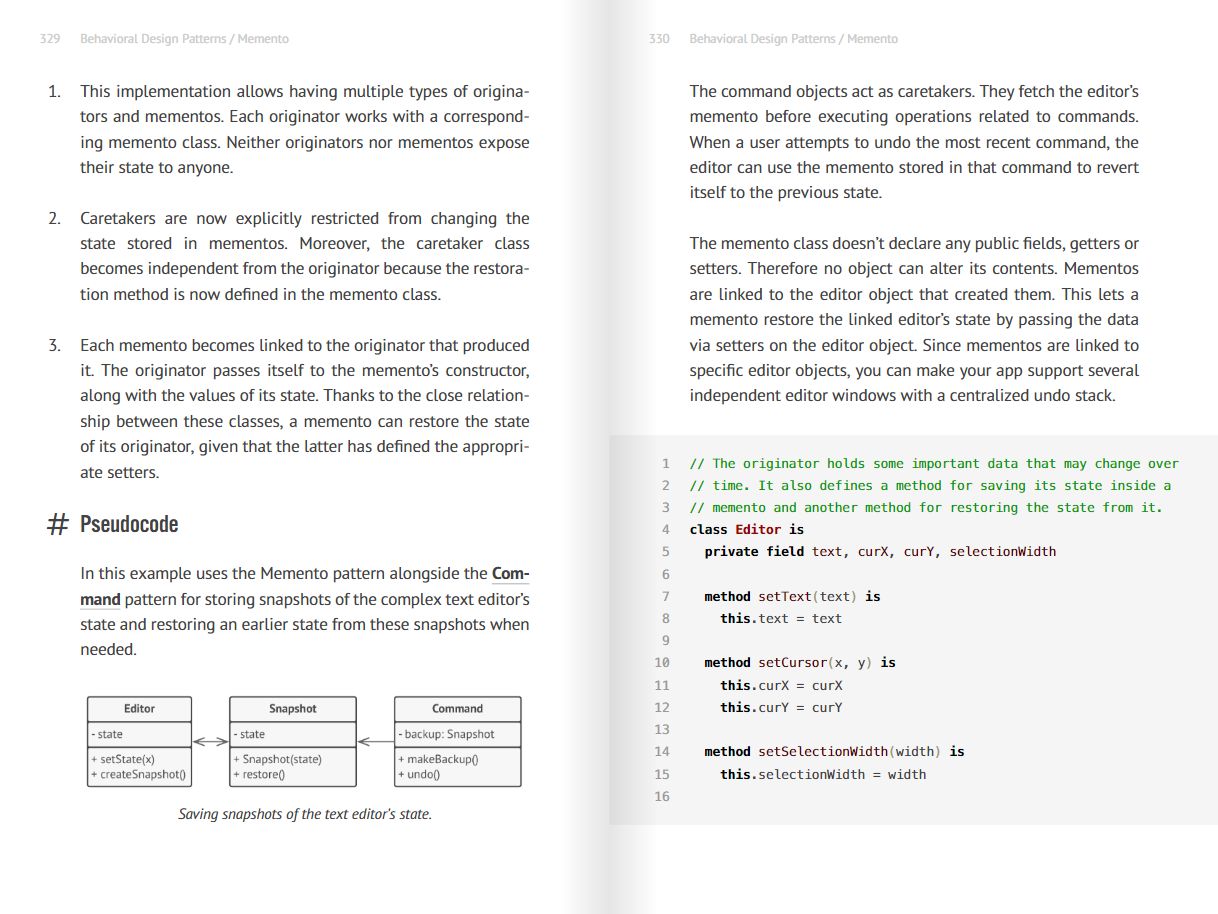 329 Behavioral Design Patterns / Memento
1. This implementation allows having multiple types of origina-
tors and mementos. Each originator works with a correspond-
ing memento class. Neither originators nor mementos expose
their state to anyone.
2. Caretakers are now explicitly restricted from changing the
state stored in mementos. Moreover, the caretaker class
becomes independent from the originator because the restora-
tion method is now defined in the memento class.
3. Each memento becomes linked to the originator that produced
it. The originator passes itself to the memento’s constructor,
along with the values of its state. Thanks to the close relation-
ship between these classes, a memento can restore the state
of its originator, given that the latter has defined the appropri-
ate setters.
# Pseudocode
In this example uses the Memento pattern alongside the Com-
mand pattern for storing snapshots of the complex text editor’s
state and restoring an earlier state from these snapshots when
needed.
Editor
- state
+ setState(x)
+ createSnapshot()
Snapshot
- state
+ Snapshot(state)
+ restore()
Command
- backup: Snapshot
+ makeBackup()
+ undo()
Saving snapshots of the text editor’s state.
330 Behavioral Design Patterns / Memento
The command objects act as caretakers. They fetch the editor’s
memento before executing operations related to commands.
When a user attempts to undo the most recent command, the
editor can use the memento stored in that command to revert
itself to the previous state.
The memento class doesn’t declare any public fields, getters or
setters. Therefore no object can alter its contents. Mementos
are linked to the editor object that created them. This lets a
memento restore the linked editor’s state by passing the data
via setters on the editor object. Since mementos are linked to
specific editor objects, you can make your app support several
independent editor windows with a centralized undo stack.
1 // The originator holds some important data that may change over
2 // time. It also defines a method for saving its state inside a
3 // memento and another method for restoring the state from it.
4 class Editor is
5 private field text, curX, curY, selectionWidth
6
7 method setText(text) is
8 this.text = text
9
10 method setCursor(x, y) is
11 this.curX = curX
12 this.curY = curY
13
14 method setSelectionWidth(width) is
15 this.selectionWidth = width
16